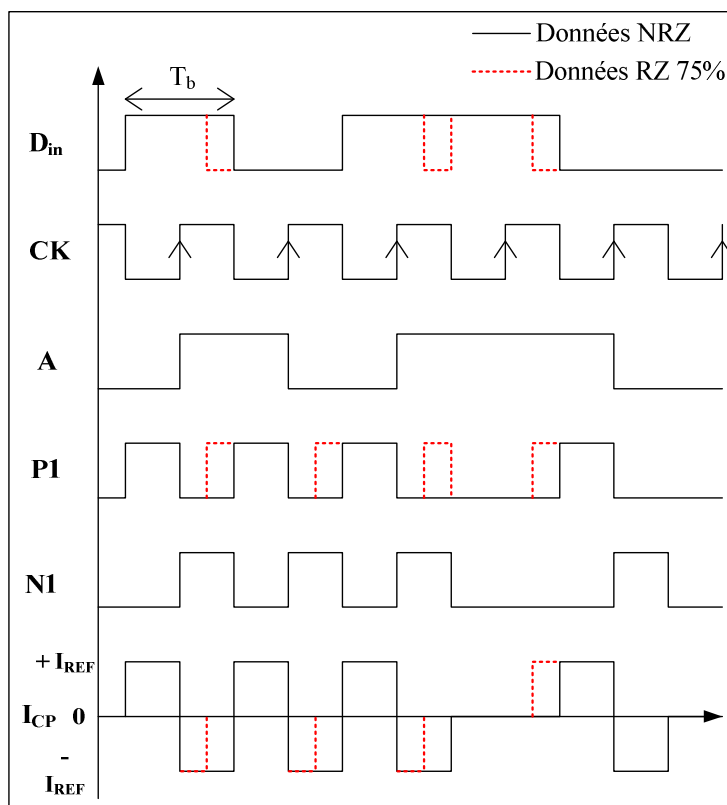 Données NRZ
Données RZ 75%
Tb
Din
CK
A
P1
N1
+ IREF
ICP 0
-
IREF